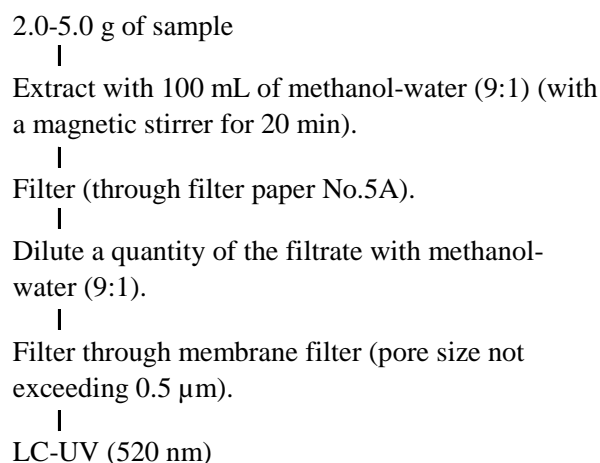 2.0-5.0 g of sample
Extract with 100 mL of methanol-water (9:1) (with
a magnetic stirrer for 20 min).
Filter (through filter paper No.5A).
Dilute a quantity of the filtrate with methanol-
water (9:1).
Filter through membrane filter (pore size not
exceeding 0.5 µm).
LC-UV (520 nm)